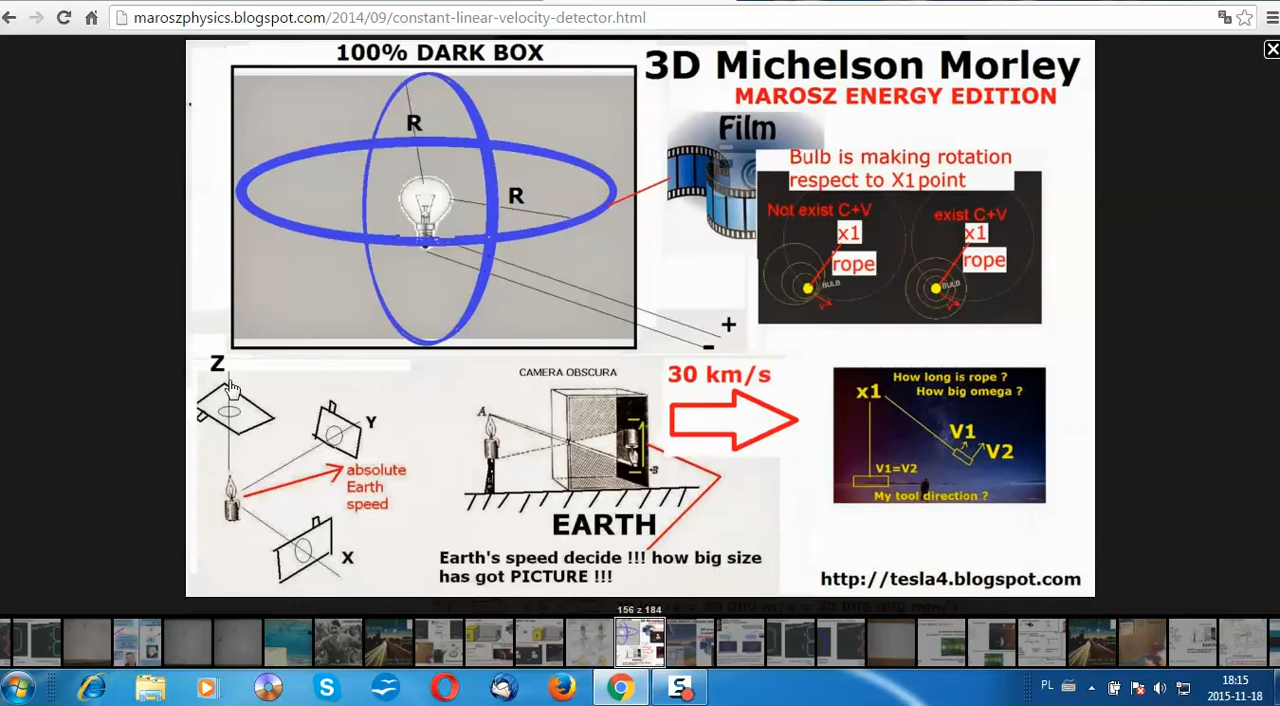 maroszphysics.blogspot.com/2014/09/constant-linear-velocity-detector.html
100% DARK BOX
3D Michelson Morley
MAROSZ ENERGY EDITION
R
R
Film
Bulb is making rotation
respect to X1 point
Not exist C+V
exist C+V
x1
x1
rope
rope
BULB
BULB
V
V
+
-
Z
Y
X
absolute
Earth
speed
CAMERA OBSCURA
A
B
30 km/s
EARTH
Earth's speed decide !!! how big size
has got PICTURE !!!
How long is rope ?
How big omega ?
x1
V1
V2
V1=V2
My tool direction ?
http://tesla4.blogspot.com
156 z 184
PL
18:15
2015-11-18